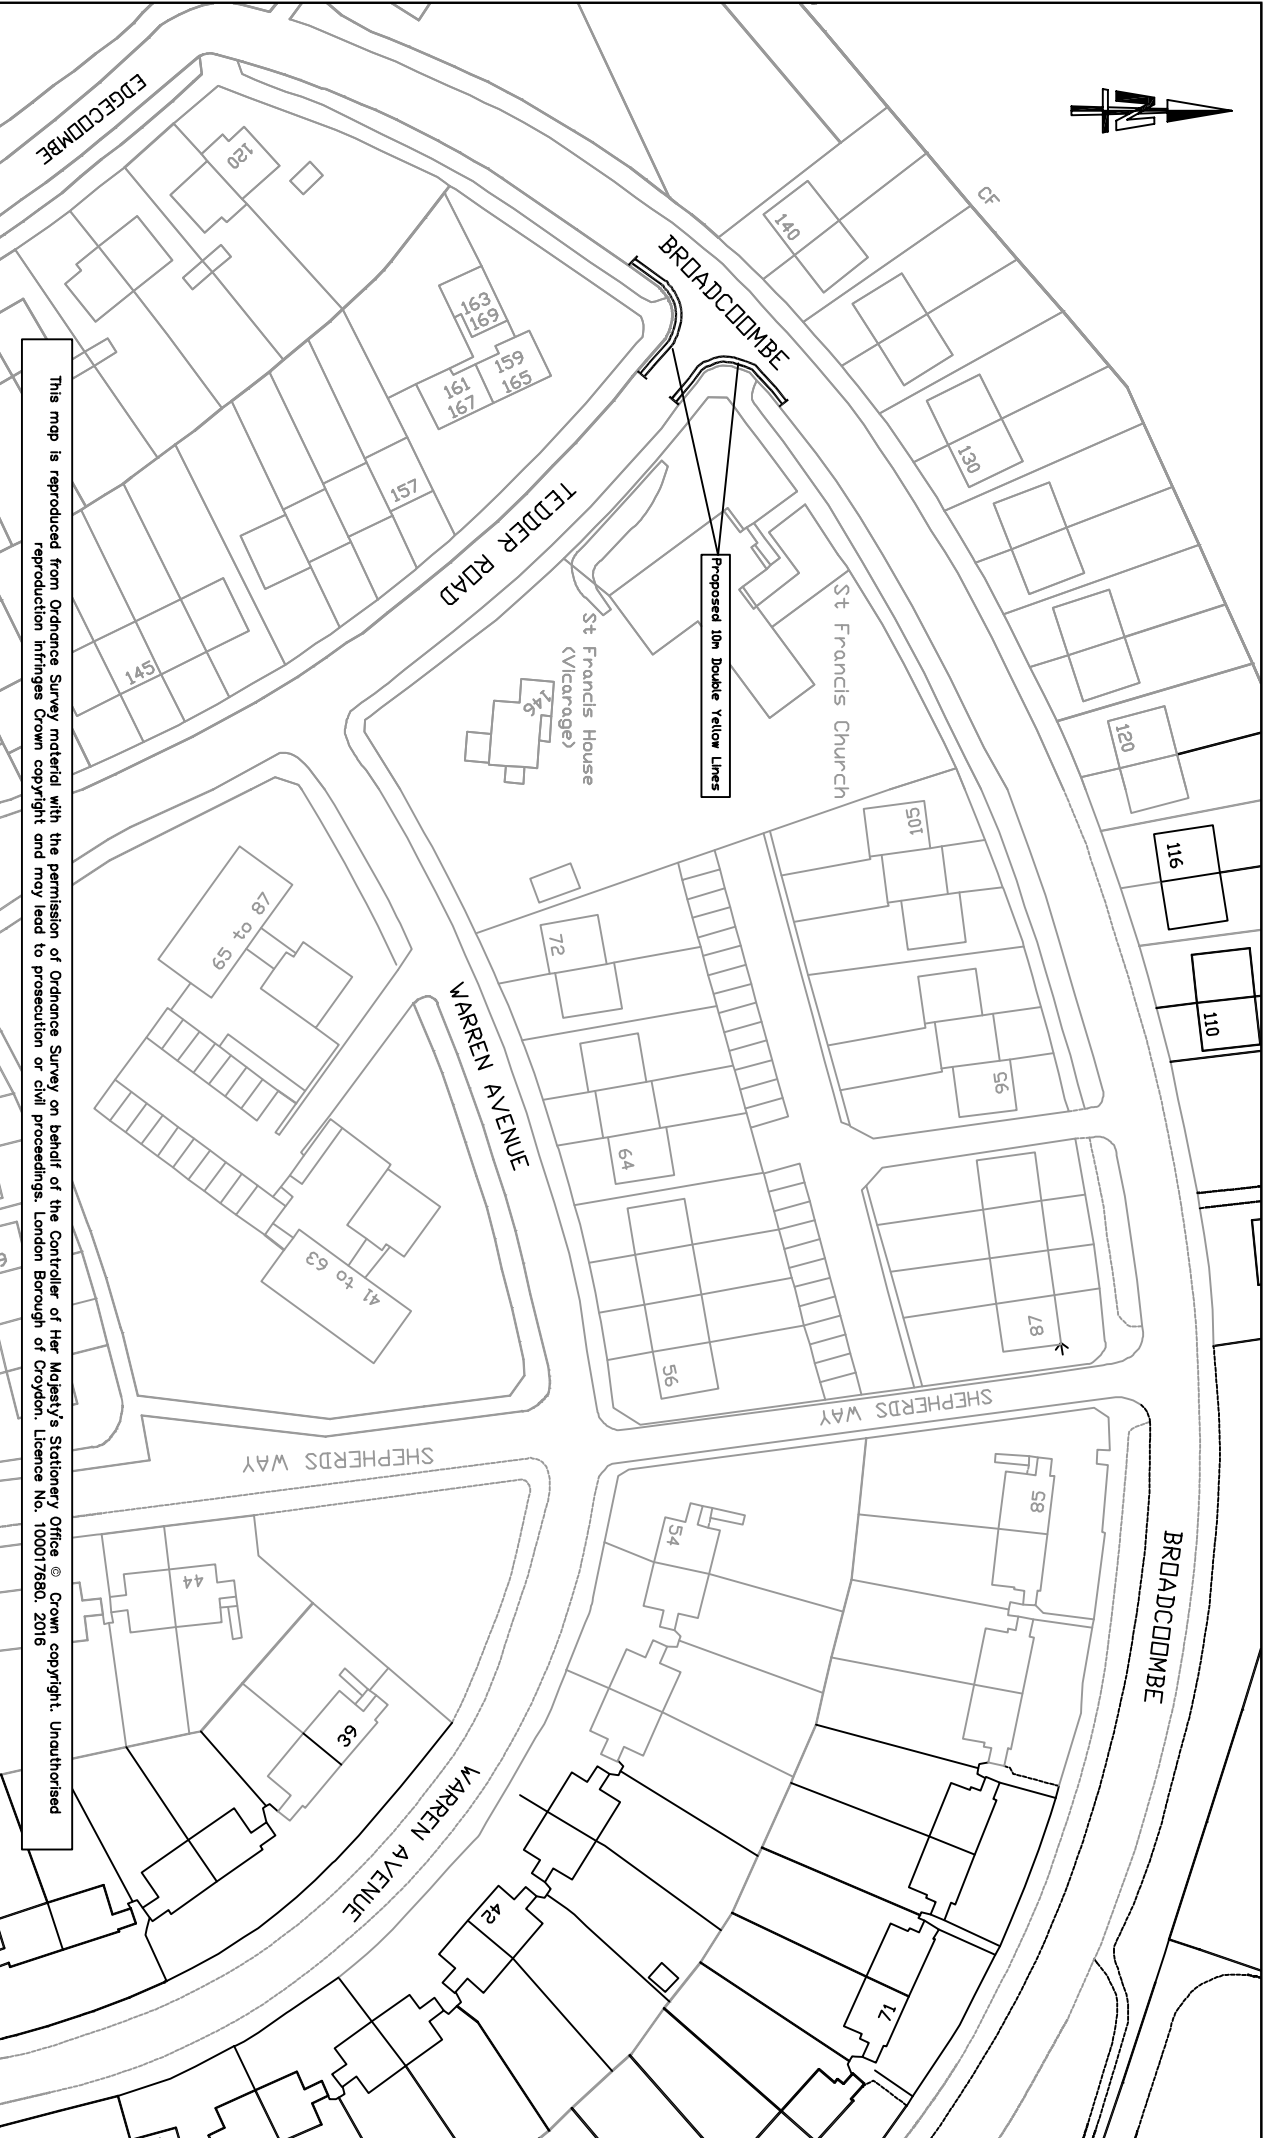 N
CF
EDGECOOMBE
120
140
BROADCOOMBE
163
169
159
165
161
167
130
157
TEDDER ROAD
Proposed 10m Double Yellow Lines
St Francis Church
St Francis House
(Vicarage)
146
145
120
116
110
105
95
72
64
56
65 to 87
WARREN AVENUE
41 to 63
87
SHEPHERDS WAY
SHEPHERDS WAY
58
54
44
BROADCOOMBE
39
WARREN AVENUE
42
71
This map is reproduced from Ordnance Survey material with the permission of Ordnance Survey on behalf of the Controller of Her Majesty's Stationery Office © Crown copyright. Unauthorised
reproduction infringes Crown copyright and may lead to prosecution or civil proceedings. London Borough of Croydon. Licence No. 100017680. 2016